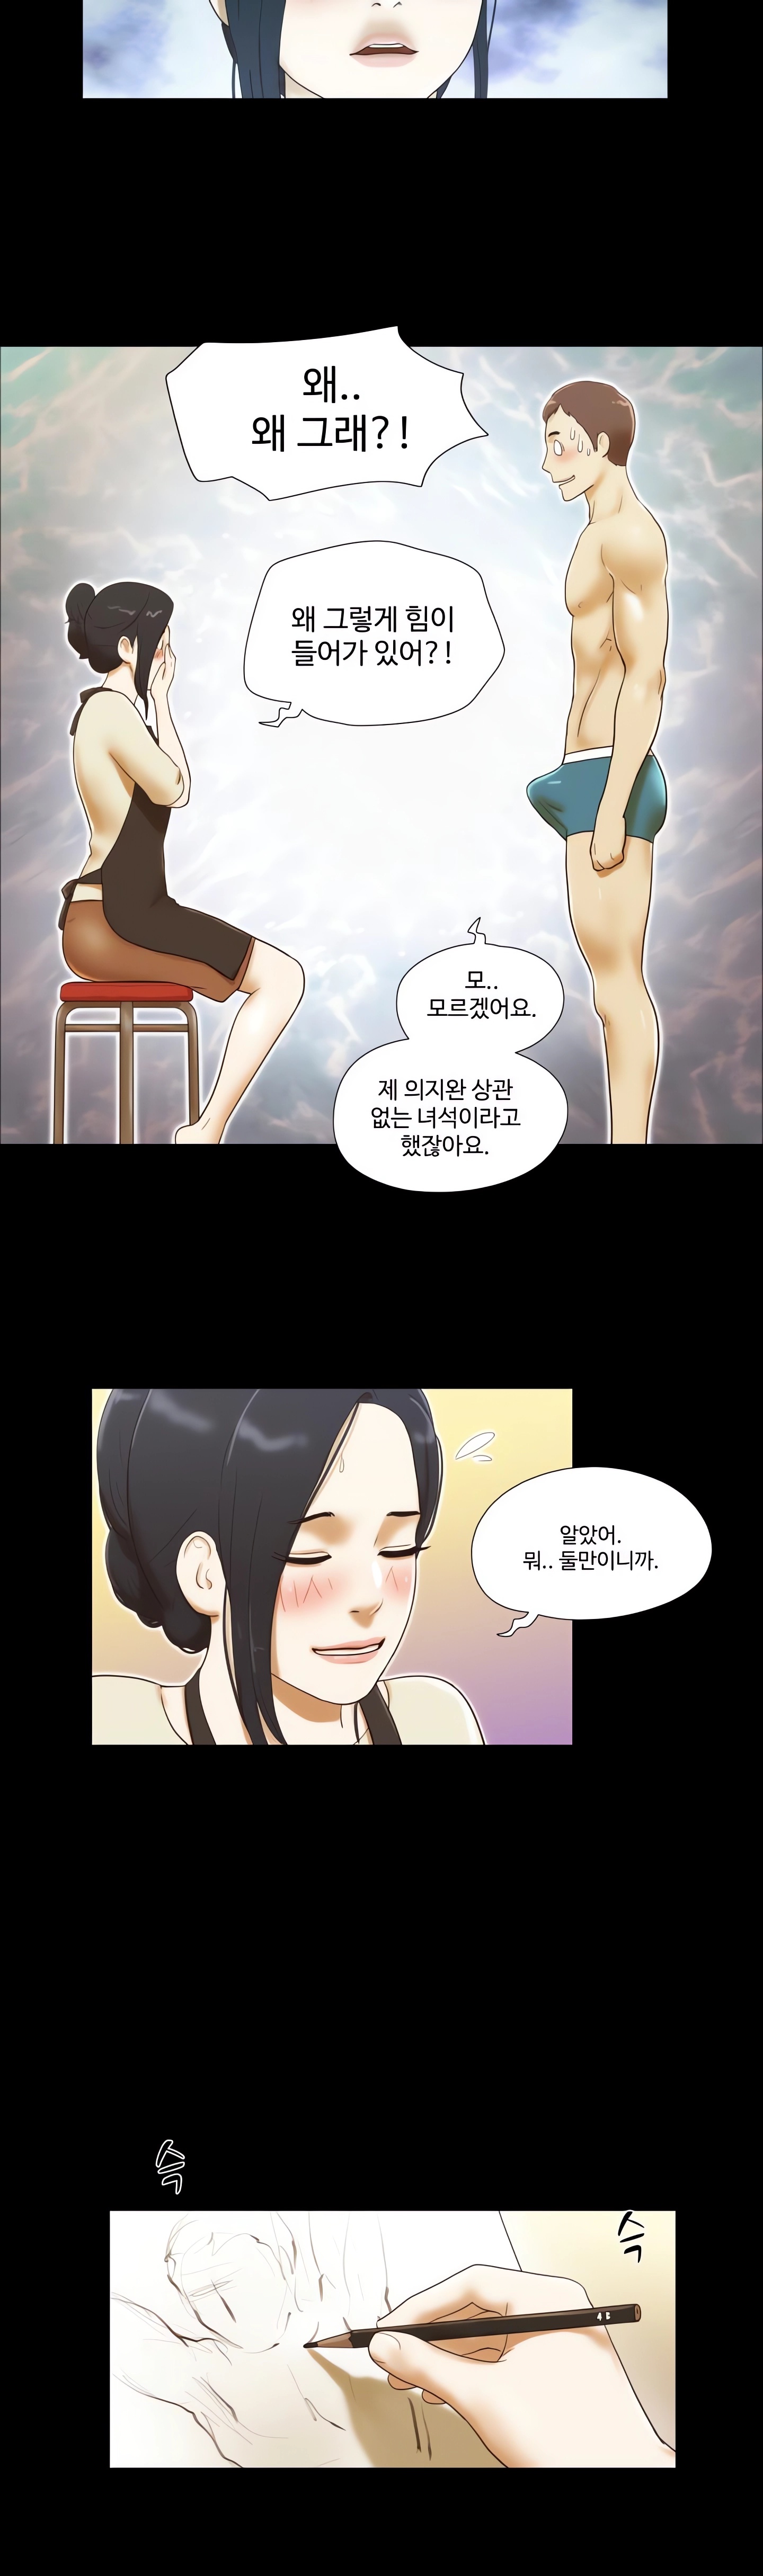 왜..
왜 그래?!
왜 그렇게 힘이
들어가 있어?!
모..
모르겠어요.
제 의지완 상관
없는 녀석이라고
했잖아요.
알았어.
뭐.. 둘만이니까.
슥
슥
4B